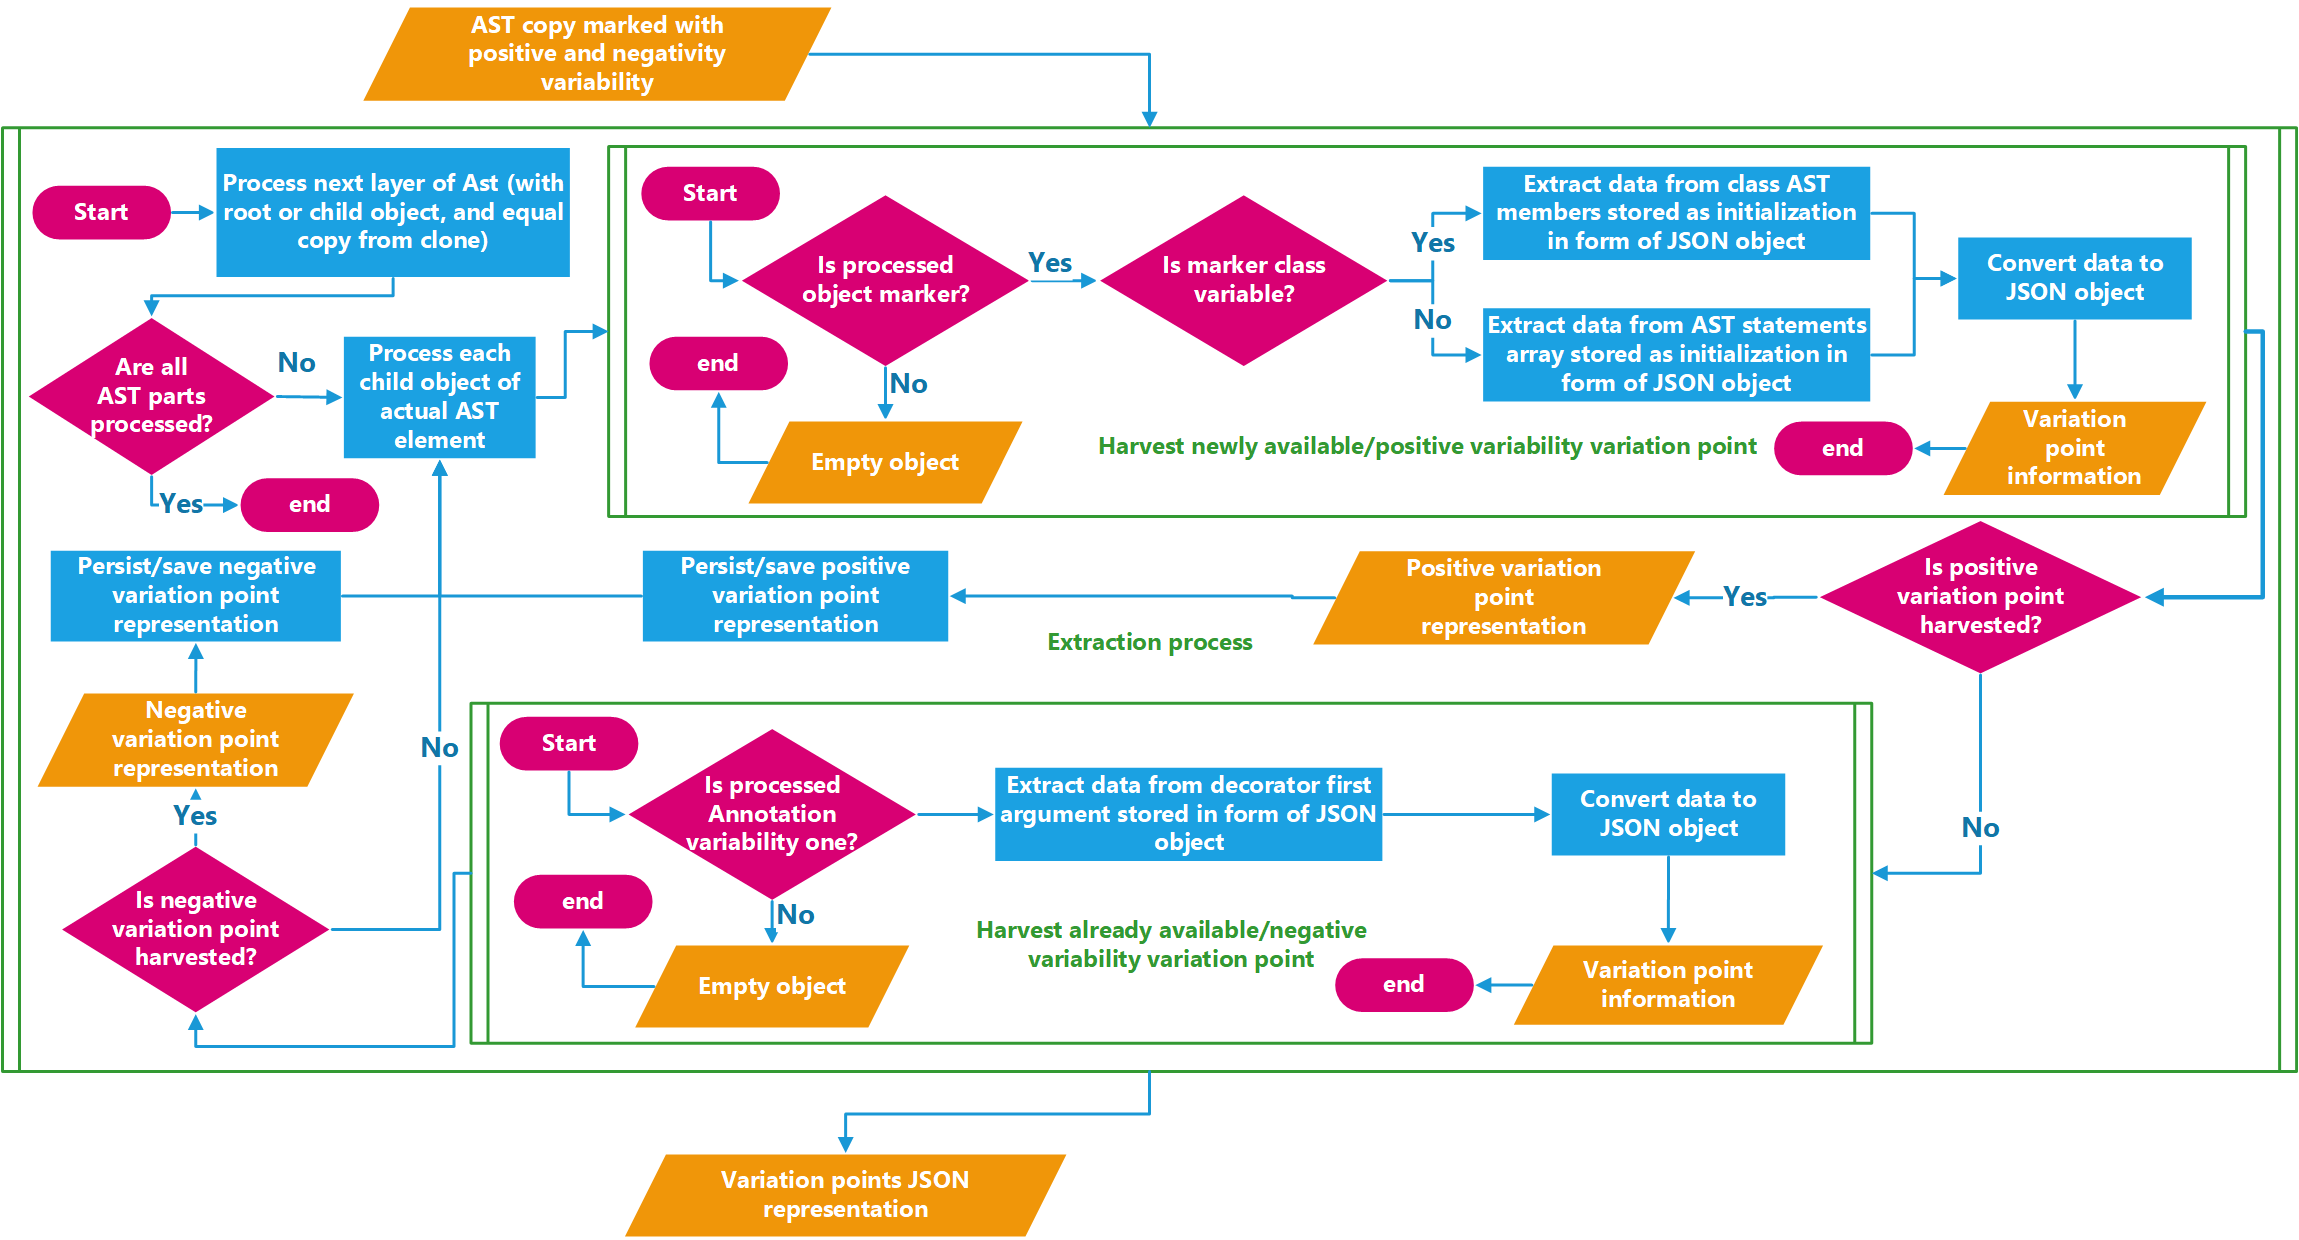 AST copy marked with
positive and negativity
variability
Start
Process next layer of Ast (with
root or child object, and equal
copy from clone)
Are all
AST parts
processed?
No
Yes
end
Process each
child object of
actual AST
element
Start
Is processed
object marker?
Yes
No
end
Empty object
Is marker class
variable?
Yes
No
Extract data from class AST
members stored as initialization
in form of JSON object
Extract data from AST statements
array stored as initialization in
form of JSON object
Convert data to
JSON object
Variation
point
information
end
Harvest newly available/positive variability variation point
Is positive
variation point
harvested?
Yes
No
Positive variation
point
representation
Persist/save positive
variation point
representation
Extraction process
Persist/save negative
variation point
representation
Negative
variation point
representation
Yes
No
Is negative
variation point
harvested?
Start
Is processed
Annotation
variability one?
No
end
Empty object
Extract data from decorator first
argument stored in form of JSON
object
Convert data to
JSON object
Harvest already available/negative
variability variation point
end
Variation point
information
Variation points JSON
representation